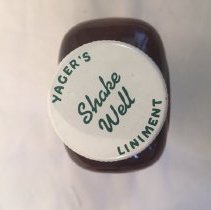 YAGER'S
Shake
Well
LINIMENT